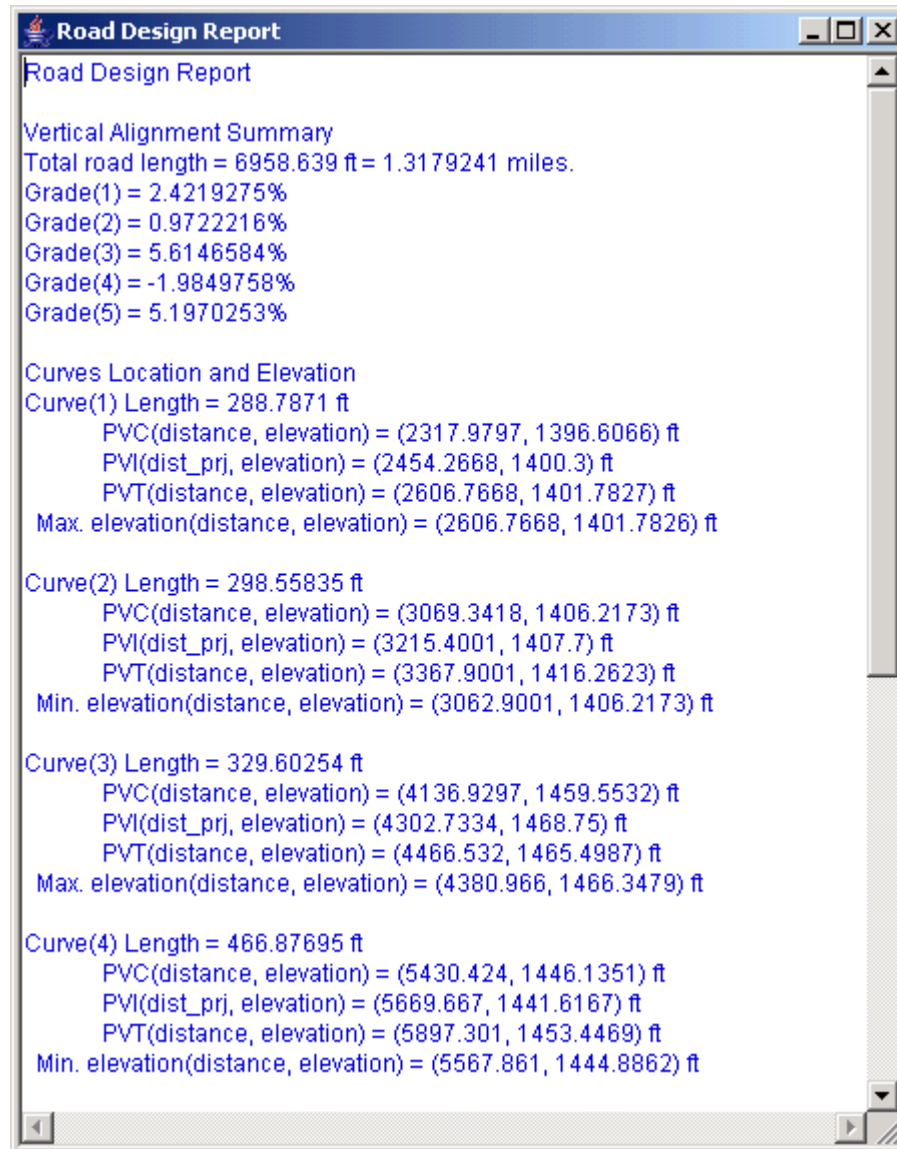 Road Design Report
Road Design Report
Vertical Alignment Summary
Total road length = 6958.639 ft = 1.3179241 miles.
Grade(1) = 2.4219275%
Grade(2) = 0.9722216%
Grade(3) = 5.6146584%
Grade(4) = -1.9849758%
Grade(5) = 5.1970253%
Curves Location and Elevation
Curve(1) Length = 288.7871 ft
PVC(distance, elevation) = (2317.9797, 1396.6066) ft
PVI(dist_prj, elevation) = (2454.2668, 1400.3) ft
PVT(distance, elevation) = (2606.7668, 1401.7827) ft
Max. elevation(distance, elevation) = (2606.7668, 1401.7826) ft
Curve(2) Length = 298.55835 ft
PVC(distance, elevation) = (3069.3418, 1406.2173) ft
PVI(dist_prj, elevation) = (3215.4001, 1407.7) ft
PVT(distance, elevation) = (3367.9001, 1416.2623) ft
Min. elevation(distance, elevation) = (3062.9001, 1406.2173) ft
Curve(3) Length = 329.60254 ft
PVC(distance, elevation) = (4136.9297, 1459.5532) ft
PVI(dist_prj, elevation) = (4302.7334, 1468.75) ft
PVT(distance, elevation) = (4466.532, 1465.4987) ft
Max. elevation(distance, elevation) = (4380.966, 1466.3479) ft
Curve(4) Length = 466.87695 ft
PVC(distance, elevation) = (5430.424, 1446.1351) ft
PVI(dist_prj, elevation) = (5669.667, 1441.6167) ft
PVT(distance, elevation) = (5897.301, 1453.4469) ft
Min. elevation(distance, elevation) = (5567.861, 1444.8862) ft